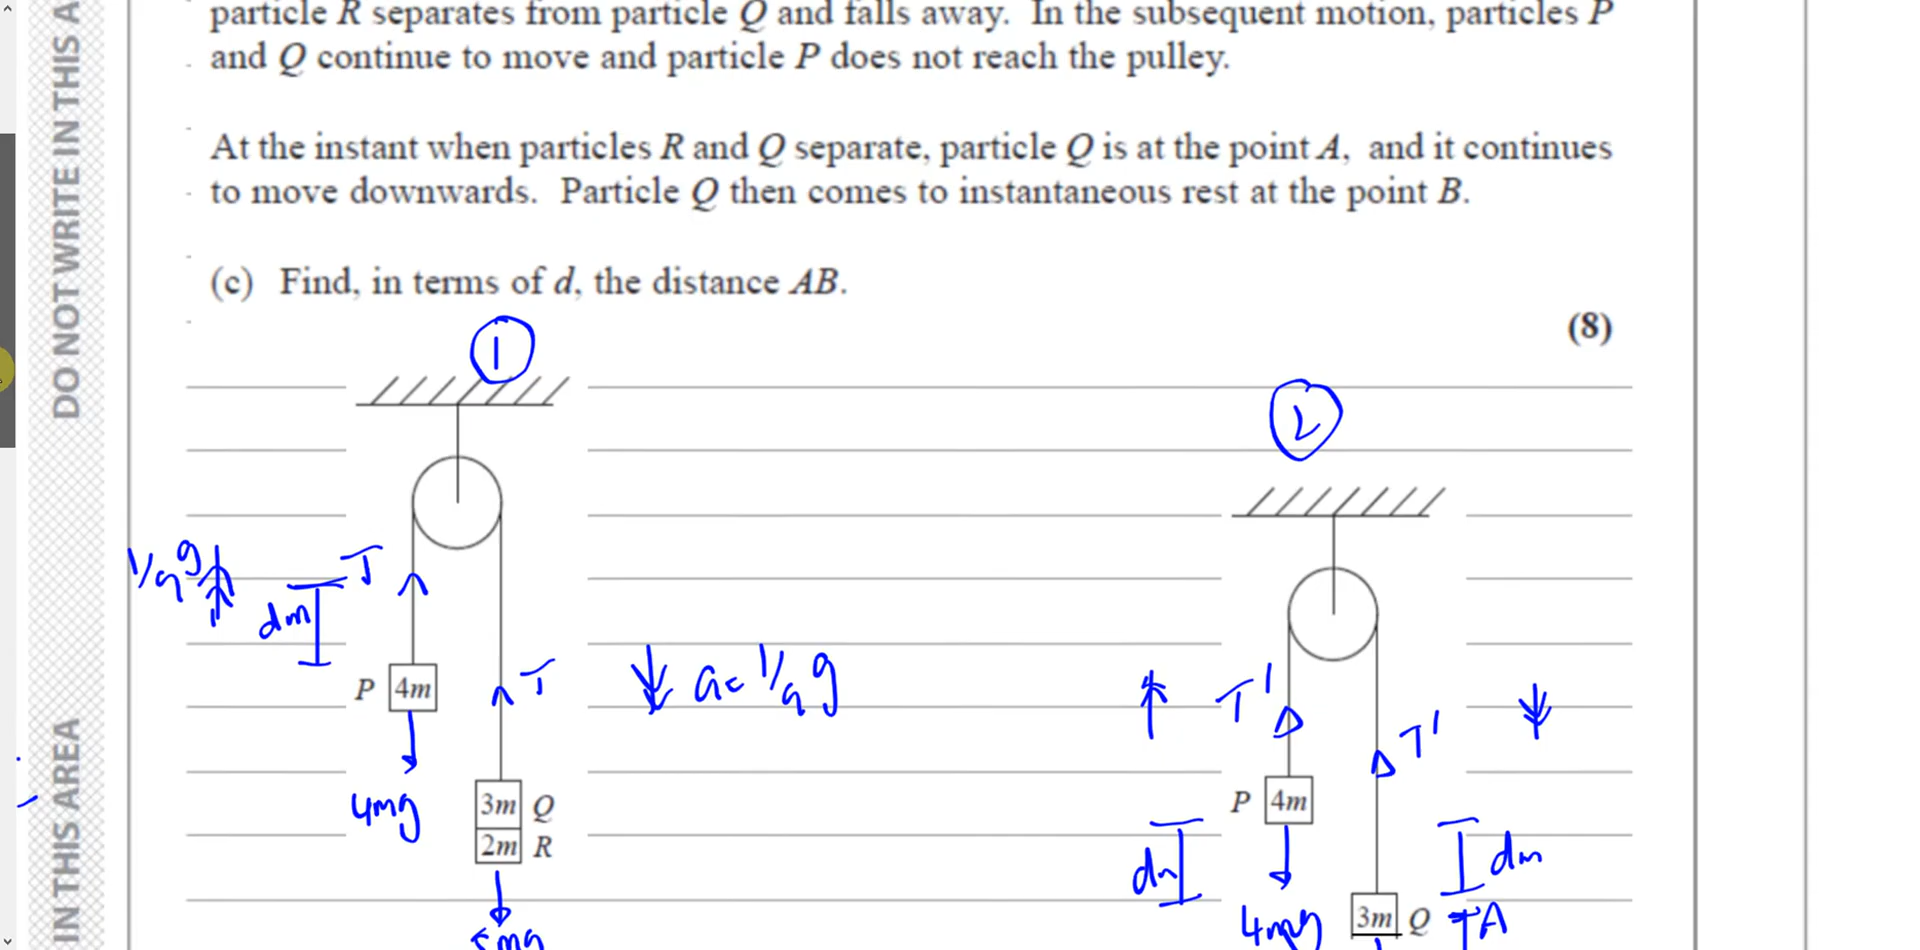 particle R separates from particle Q and falls away. In the subsequent motion, particles P
and Q continue to move and particle P does not reach the pulley.
At the instant when particles R and Q separate, particle Q is at the point A, and it continues
to move downwards. Particle Q then comes to instantaneous rest at the point B.
(c) Find, in terms of d, the distance AB.
(8)
1
2
1/9 g
dm
T
P 4m
T
a = 1/9 g
4mg
3m Q
2m R
5mg
T'
T'
P 4m
dm
dm
4mg
3m Q
A
DO NOT WRITE IN THIS A
IN THIS AREA